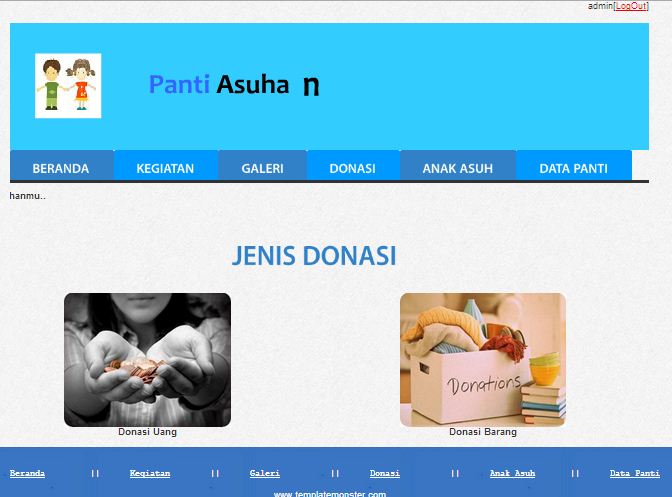 admin[LogOut]
Panti Asuha n
BERANDA KEGIATAN GALERI DONASI ANAK ASUH DATA PANTI
hanmu..
JENIS DONASI
Donations
Donasi Uang Donasi Barang
Beranda || Kegiatan || Galeri || Donasi || Anak Asuh || Data Panti
www.templatemonster.com